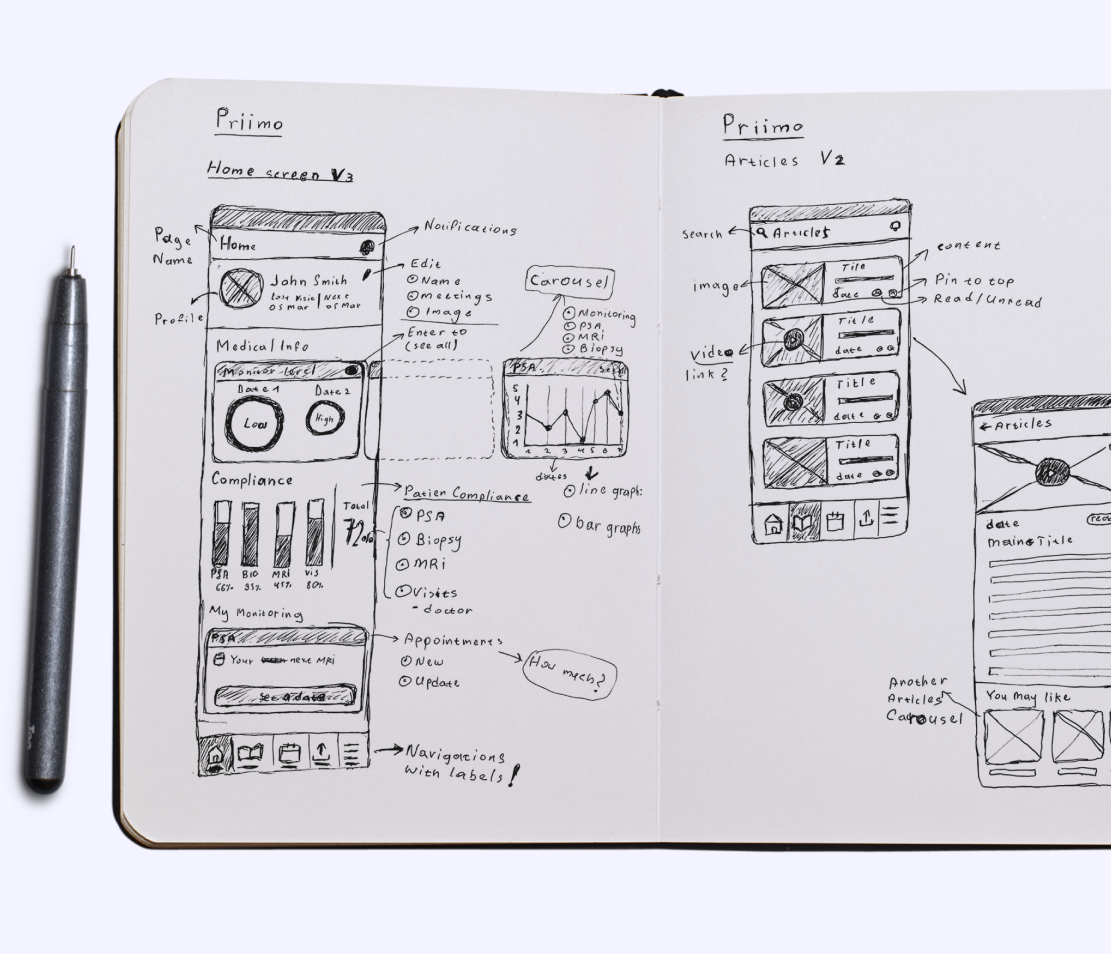 Priimo
Home screen V3
Page
Name
Home
Notifications
John Smith
Last Visit | Next
05 Mar 05 Mar
Profile
Edit
Name
meetings
Image
Enter to
(see all)
Carousel
Monitoring
PSA
MRI
Biopsy
Medical Info
Monitor level
Date 1
Date 2
Low
High
PSA
5
4
3
2
1
1 2 3 4 5 6 7
dates
line graphs
bar graphs
Compliance
Total
72%
PSA
BIO
MRI
Vis
66%
95%
45%
80%
Patien Compliance
PSA
Biopsy
MRI
Visits
- doctor
My Monitoring
PSA
Your next MRI
Set a date
Appointments
New
Update
How much?
Navigations
with labels!
Priimo
Articles V2
search
Articles
image
Title
date
content
Pin to top
Read/Unread
video
link?
Title
date
Title
date
Title
date
← Articles
date
Main Title
You may like
Another
Articles
Carousel